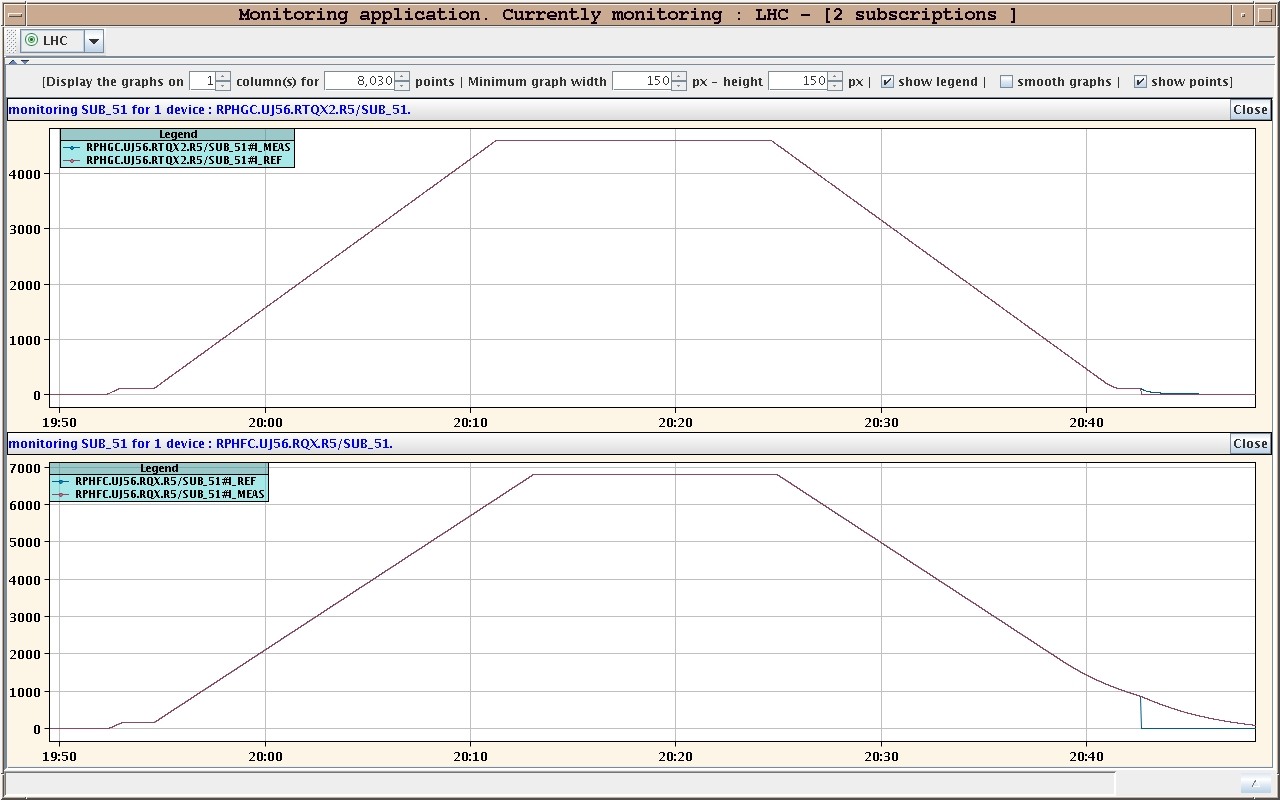 Monitoring application. Currently monitoring : LHC - [2 subscriptions ]
LHC
[Display the graphs on 1 column(s) for 8,030 points | Minimum graph width 150 px - height 150 px | show legend | smooth graphs | show points]
monitoring SUB_51 for 1 device : RPHGC.UJ56.RTQX2.R5/SUB_51. Close
Legend
RPHGC.UJ56.RTQX2.R5/SUB_51#I_MEAS
RPHGC.UJ56.RTQX2.R5/SUB_51#I_REF
4000
3000
2000
1000
0
19:50 20:00 20:10 20:20 20:30 20:40
monitoring SUB_51 for 1 device : RPHFC.UJ56.RQX.R5/SUB_51. Close
Legend
RPHFC.UJ56.RQX.R5/SUB_51#I_REF
RPHFC.UJ56.RQX.R5/SUB_51#I_MEAS
7000
6000
5000
4000
3000
2000
1000
0
19:50 20:00 20:10 20:20 20:30 20:40